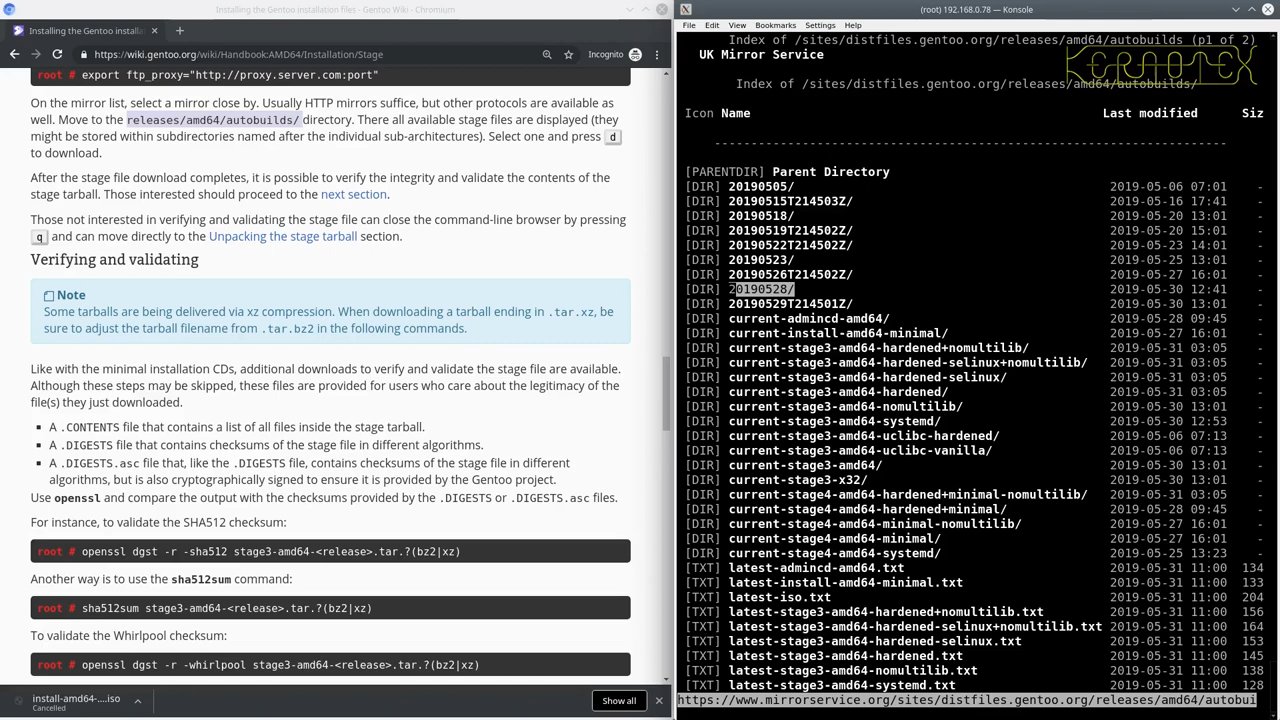 Installing the Gentoo installation files - Gentoo Wiki - Chromium
Installing the Gentoo installa
https://wiki.gentoo.org/wiki/Handbook:AMD64/Installation/Stage
Incognito
root # export ftp_proxy="http://proxy.server.com:port"
On the mirror list, select a mirror close by. Usually HTTP mirrors suffice, but other protocols are available as
well. Move to the releases/amd64/autobuilds/ directory. There all available stage files are displayed (they
might be stored within subdirectories named after the individual sub-architectures). Select one and press d
to download.
After the stage file download completes, it is possible to verify the integrity and validate the contents of the
stage tarball. Those interested should proceed to the next section.
Those not interested in verifying and validating the stage file can close the command-line browser by pressing
q and can move directly to the Unpacking the stage tarball section.
Verifying and validating
Note
Some tarballs are being delivered via xz compression. When downloading a tarball ending in .tar.xz, be
sure to adjust the tarball filename from .tar.bz2 in the following commands.
Like with the minimal installation CDs, additional downloads to verify and validate the stage file are available.
Although these steps may be skipped, these files are provided for users who care about the legitimacy of the
file(s) they just downloaded.
A .CONTENTS file that contains a list of all files inside the stage tarball.
A .DIGESTS file that contains checksums of the stage file in different algorithms.
A .DIGESTS.asc file that, like the .DIGESTS file, contains checksums of the stage file in different
algorithms, but is also cryptographically signed to ensure it is provided by the Gentoo project.
Use openssl and compare the output with the checksums provided by the .DIGESTS or .DIGESTS.asc files.
For instance, to validate the SHA512 checksum:
root # openssl dgst -r -sha512 stage3-amd64-<release>.tar.?(bz2|xz)
Another way is to use the sha512sum command:
root # sha512sum stage3-amd64-<release>.tar.?(bz2|xz)
To validate the Whirlpool checksum:
root # openssl dgst -r -whirlpool stage3-amd64-<release>.tar.?(bz2|xz)
install-amd64-....iso
Cancelled
Show all
(root) 192.168.0.78 — Konsole
File Edit View Bookmarks Settings Help
Index of /sites/distfiles.gentoo.org/releases/amd64/autobuilds (p1 of 2)
UK Mirror Service
KERNOTEX
Index of /sites/distfiles.gentoo.org/releases/amd64/autobuilds/
Icon Name Last modified Siz
--------------------------------------------------------------------
[PARENTDIR] Parent Directory
[DIR] 20190505/ 2019-05-06 07:01 -
[DIR] 20190515T214503Z/ 2019-05-16 17:41 -
[DIR] 20190518/ 2019-05-20 13:01 -
[DIR] 20190519T214502Z/ 2019-05-20 15:01 -
[DIR] 20190522T214502Z/ 2019-05-23 14:01 -
[DIR] 20190523/ 2019-05-25 13:01 -
[DIR] 20190526T214502Z/ 2019-05-27 16:01 -
[DIR] 20190528/ 2019-05-30 12:41 -
[DIR] 20190529T214501Z/ 2019-05-30 13:01 -
[DIR] current-admincd-amd64/ 2019-05-28 09:45 -
[DIR] current-install-amd64-minimal/ 2019-05-27 16:01 -
[DIR] current-stage3-amd64-hardened+nomultilib/ 2019-05-31 03:05 -
[DIR] current-stage3-amd64-hardened-selinux+nomultilib/ 2019-05-31 03:05 -
[DIR] current-stage3-amd64-hardened-selinux/ 2019-05-31 03:05 -
[DIR] current-stage3-amd64-hardened/ 2019-05-31 03:05 -
[DIR] current-stage3-amd64-nomultilib/ 2019-05-30 13:01 -
[DIR] current-stage3-amd64-systemd/ 2019-05-30 12:53 -
[DIR] current-stage3-amd64-uclibc-hardened/ 2019-05-06 07:13 -
[DIR] current-stage3-amd64-uclibc-vanilla/ 2019-05-06 07:13 -
[DIR] current-stage3-amd64/ 2019-05-30 13:01 -
[DIR] current-stage3-x32/ 2019-05-30 13:01 -
[DIR] current-stage4-amd64-hardened+minimal-nomultilib/ 2019-05-31 03:05 -
[DIR] current-stage4-amd64-hardened+minimal/ 2019-05-28 09:45 -
[DIR] current-stage4-amd64-minimal-nomultilib/ 2019-05-27 16:01 -
[DIR] current-stage4-amd64-minimal/ 2019-05-27 16:01 -
[DIR] current-stage4-amd64-systemd/ 2019-05-25 13:23 -
[TXT] latest-admincd-amd64.txt 2019-05-31 11:00 134
[TXT] latest-install-amd64-minimal.txt 2019-05-31 11:00 133
[TXT] latest-iso.txt 2019-05-31 11:00 204
[TXT] latest-stage3-amd64-hardened+nomultilib.txt 2019-05-31 11:00 156
[TXT] latest-stage3-amd64-hardened-selinux+nomultilib.txt 2019-05-31 11:00 164
[TXT] latest-stage3-amd64-hardened-selinux.txt 2019-05-31 11:00 153
[TXT] latest-stage3-amd64-hardened.txt 2019-05-31 11:00 145
[TXT] latest-stage3-amd64-nomultilib.txt 2019-05-31 11:00 138
[TXT] latest-stage3-amd64-systemd.txt 2019-05-31 11:00 128
https://www.mirrorservice.org/sites/distfiles.gentoo.org/releases/amd64/autobui